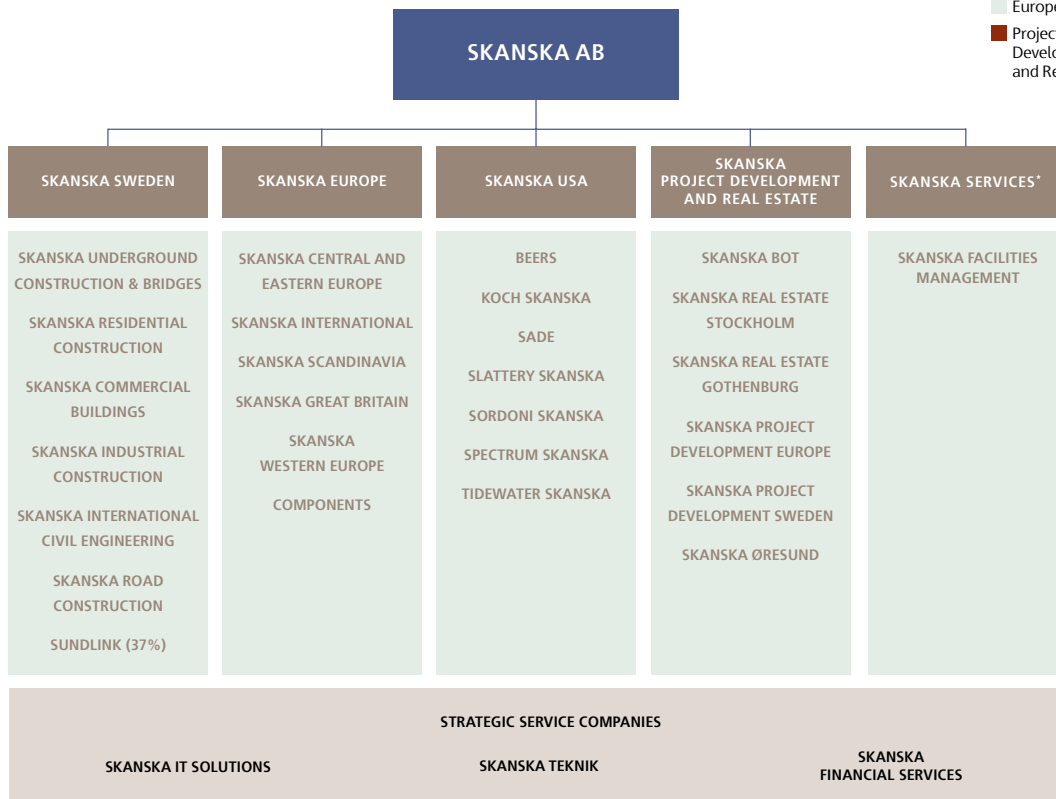 Europe
SKANSKA AB
SKANSKA SWEDEN
SKANSKA EUROPE
SKANSKA USA
SKANSKA
PROJECT DEVELOPMENT
AND REAL ESTATE
SKANSKA SERVICES*
SKANSKA UNDERGROUND
CONSTRUCTION & BRIDGES
SKANSKA RESIDENTIAL
CONSTRUCTION
SKANSKA COMMERCIAL
BUILDINGS
SKANSKA INDUSTRIAL
CONSTRUCTION
SKANSKA INTERNATIONAL
CIVIL ENGINEERING
SKANSKA ROAD
CONSTRUCTION
SUNDLINK (37%)
SKANSKA CENTRAL AND
EASTERN EUROPE
SKANSKA INTERNATIONAL
SKANSKA SCANDINAVIA
SKANSKA GREAT BRITAIN
SKANSKA
WESTERN EUROPE
COMPONENTS
BEERS
KOCH SKANSKA
SADE
SLATTERY SKANSKA
SORDONI SKANSKA
SPECTRUM SKANSKA
TIDEWATER SKANSKA
SKANSKA BOT
SKANSKA REAL ESTATE
STOCKHOLM
SKANSKA REAL ESTATE
GOTHENBURG
SKANSKA PROJECT
DEVELOPMENT EUROPE
SKANSKA PROJECT
DEVELOPMENT SWEDEN
SKANSKA ØRESUND
SKANSKA FACILITIES
MANAGEMENT
STRATEGIC SERVICE COMPANIES
SKANSKA IT SOLUTIONS
SKANSKA TEKNIK
SKANSKA
FINANCIAL SERVICES